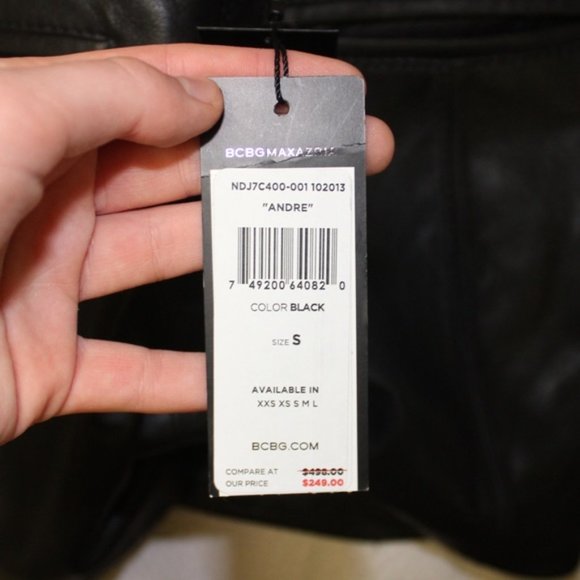 BCBGMAXAZRIA
NDJ7C400-001 102013
"ANDRE"
7 49200 64082 0
COLOR BLACK
SIZE S
AVAILABLE IN
XXS XS S M L
BCBG.COM
COMPARE AT $498.00
OUR PRICE $249.00